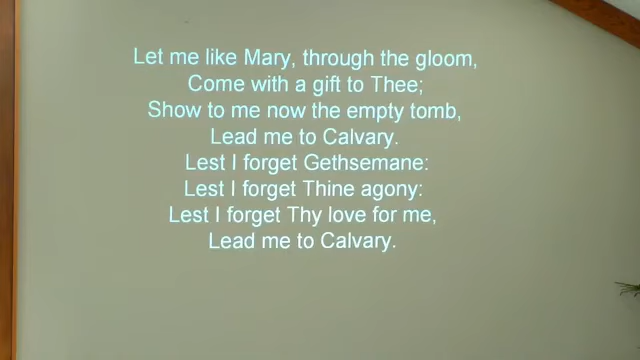 Let me like Mary, through the gloom,
Come with a gift to Thee;
Show to me now the empty tomb,
Lead me to Calvary.
Lest I forget Gethsemane:
Lest I forget Thine agony:
Lest I forget Thy love for me,
Lead me to Calvary.